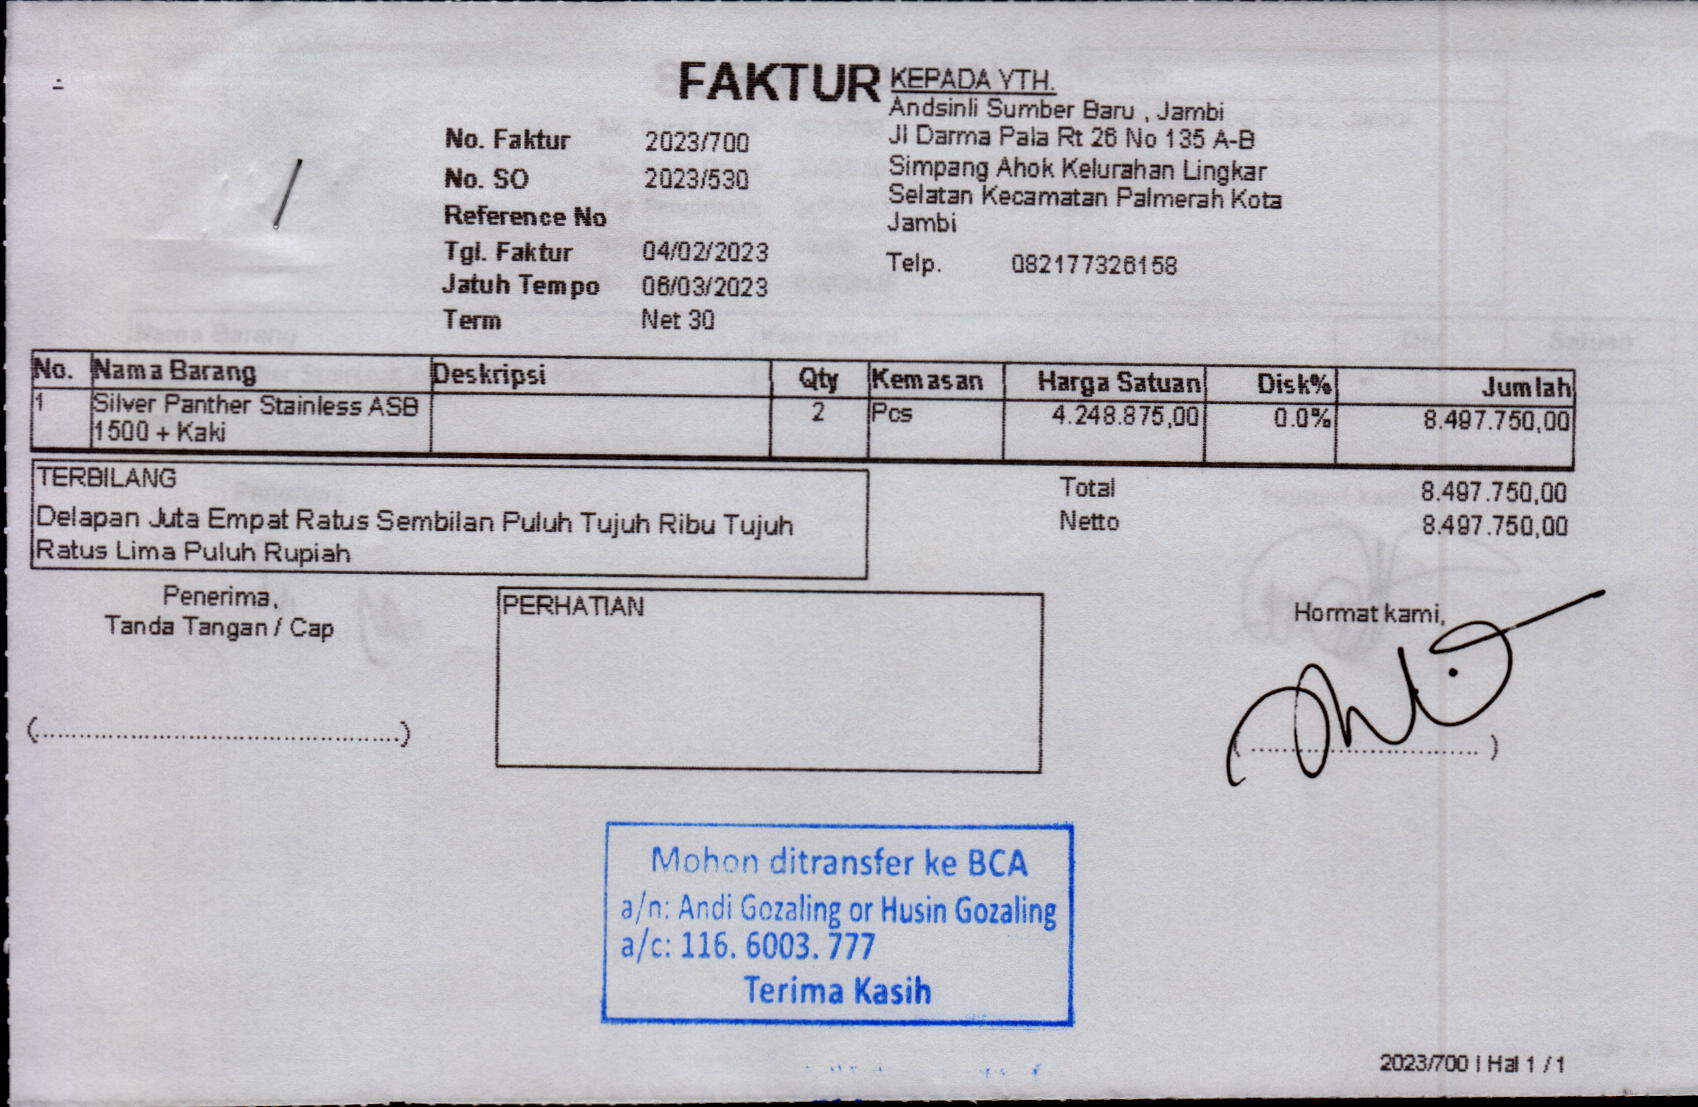 FAKTUR
No. Faktur 2023/700
No. SO 2023/530
Reference No
Tgl. Faktur 04/02/2023
Jatuh Tempo 06/03/2023
Term Net 30
KEPADA YTH.
Andsinli Sumber Baru , Jambi
Jl Darma Pala Rt 26 No 135 A-B
Simpang Ahok Kelurahan Lingkar
Selatan Kecamatan Palmerah Kota
Jambi
Telp. 082177326158
No. Nama Barang Deskripsi Qty Kemasan Harga Satuan Disk% Jumlah
1 Silver Panther Stainless ASB 2 Pcs 4.248.875,00 0.0% 8.497.750,00
1500 + Kaki
TERBILANG
Delapan Juta Empat Ratus Sembilan Puluh Tujuh Ribu Tujuh
Ratus Lima Puluh Rupiah
Total 8.497.750,00
Netto 8.497.750,00
Penerima,
Tanda Tangan / Cap
PERHATIAN
Hormat kami,
Mohon ditransfer ke BCA
a/n: Andi Gozaling or Husin Gozaling
a/c: 116. 6003. 777
Terima Kasih
2023/700 | Hal 1 / 1